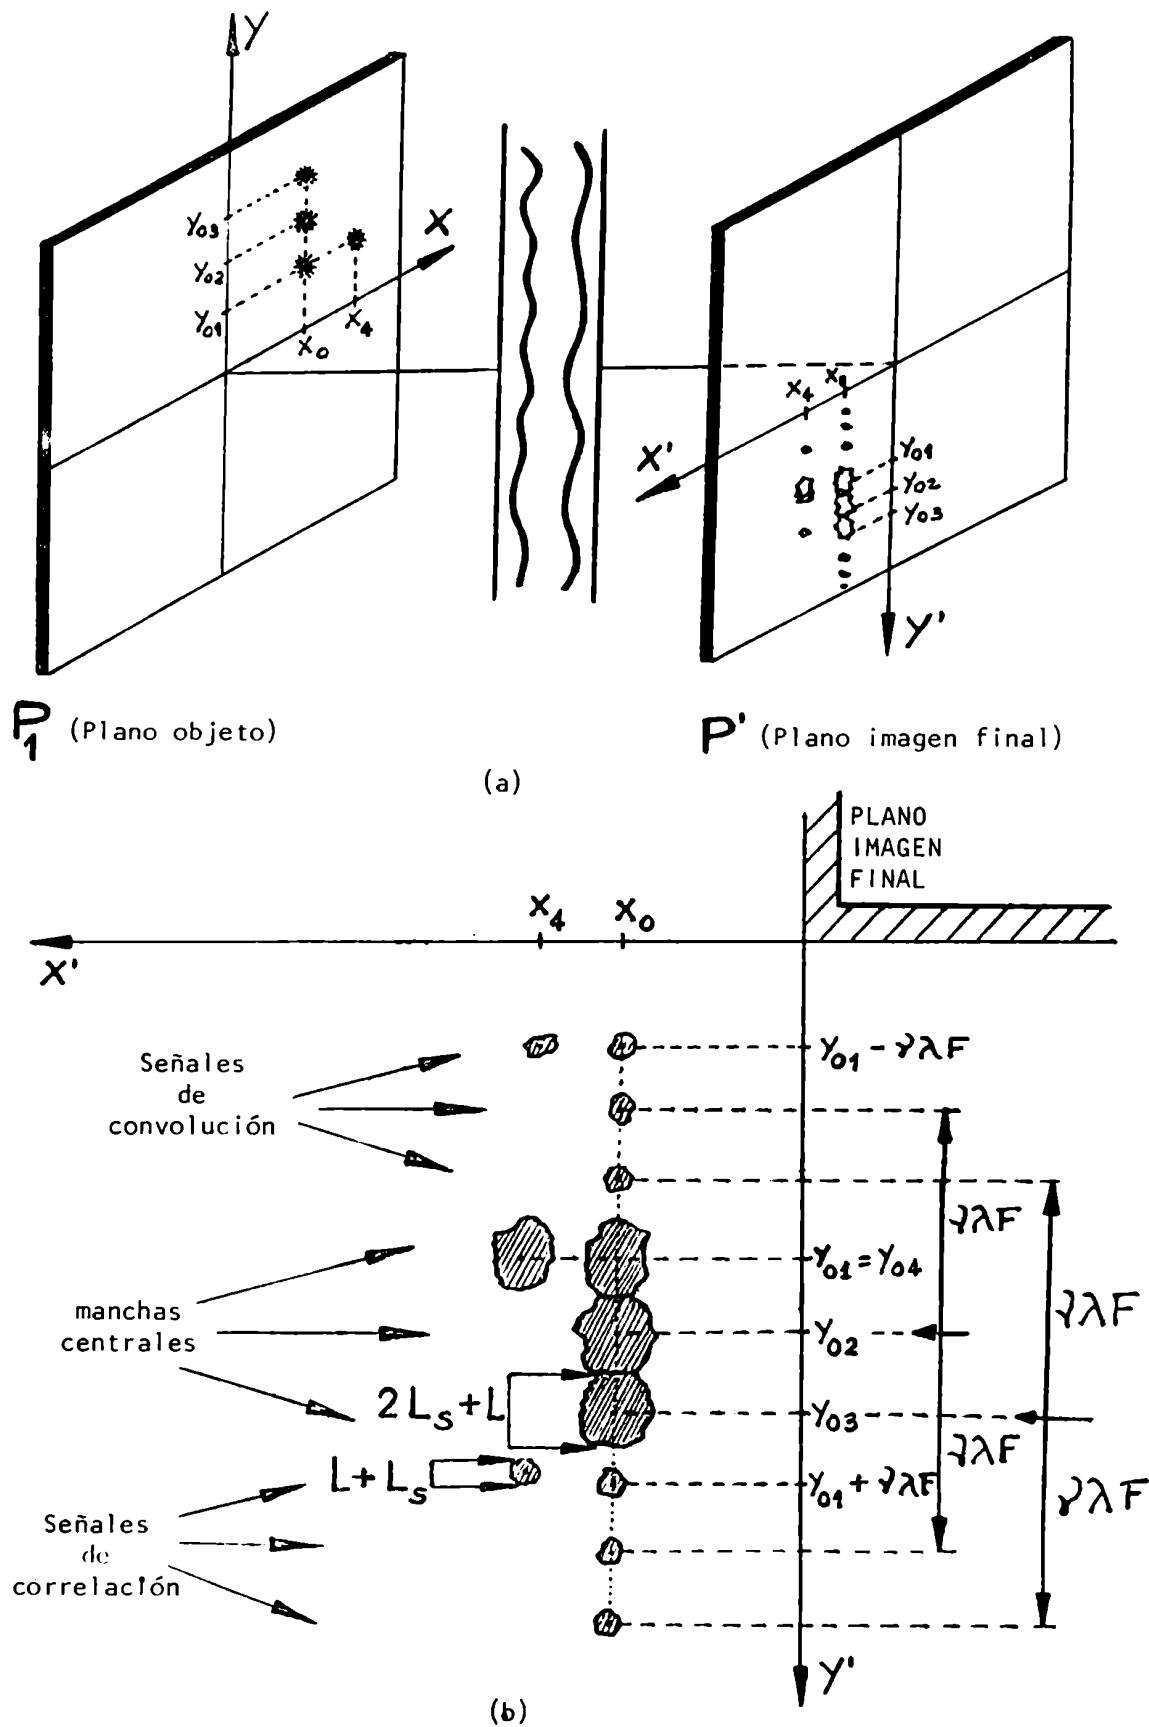 Y
Y03
Y02
Y01
X
X0
X4
X4
X'
Y01
Y02
Y03
Y'
P1 (Plano objeto)
P' (Plano imagen final)
(a)
PLANO
IMAGEN
FINAL
X4
X0
X'
Señales
de
convolución
Y01 - γλF
γλF
Y01 = Y04
γλF
manchas
centrales
Y02
2Ls+L
Y03
γλF
L+Ls
Y01 + γλF
γλF
Señales
de
correlación
Y'
(b)